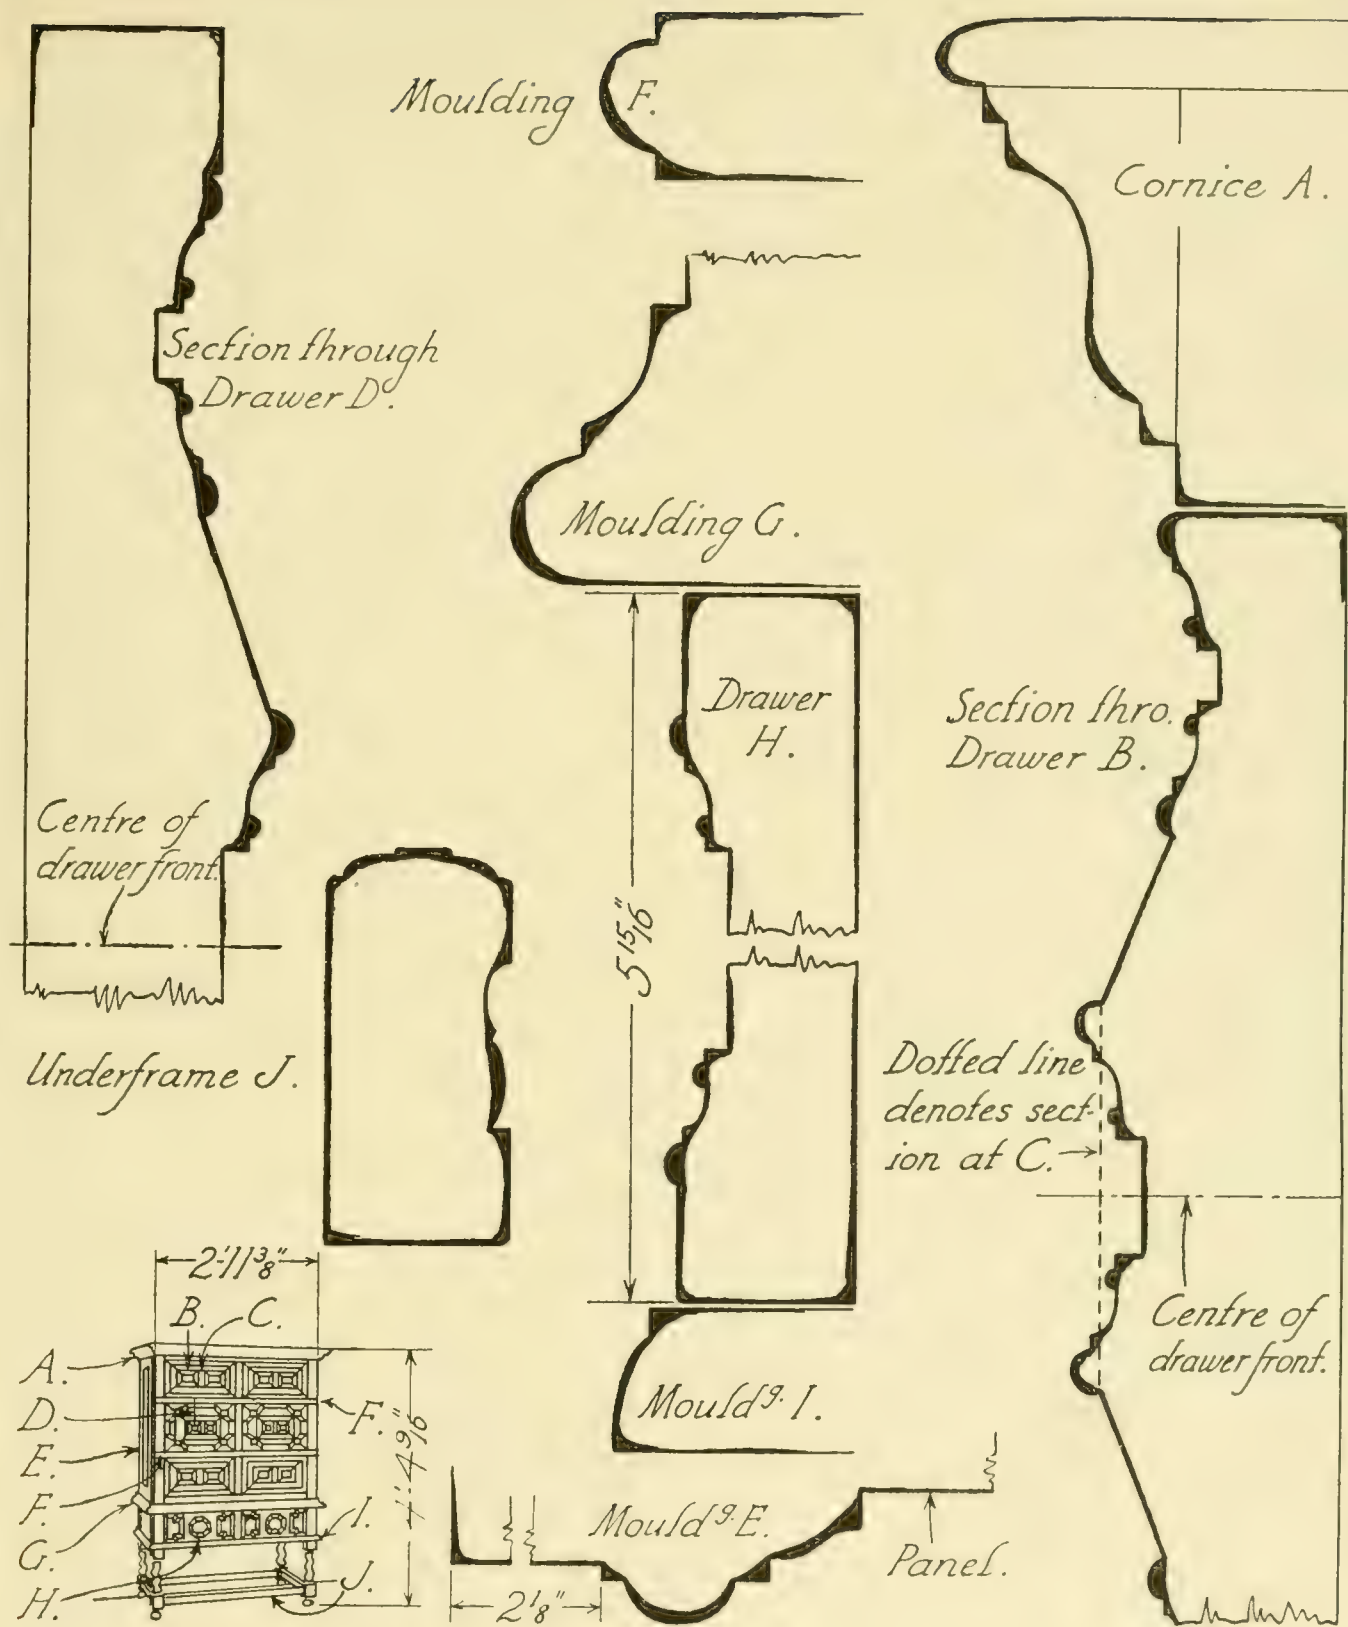 Moulding F.
Cornice A.
Section through
Drawer D.
Moulding G.
Drawer
H.
Section thro.
Drawer B.
Centre of
drawer front.
5 15/16"
Underframe J.
Dotted line
denotes sect-
ion at C.
Centre of
drawer front.
2'-11 3/8"
B. C.
A.
D.
E.
F.
G.
H.
F.
4'-4 9/16"
I.
J.
Mouldg. I.
Mouldg. E.
Panel.
2 1/8"